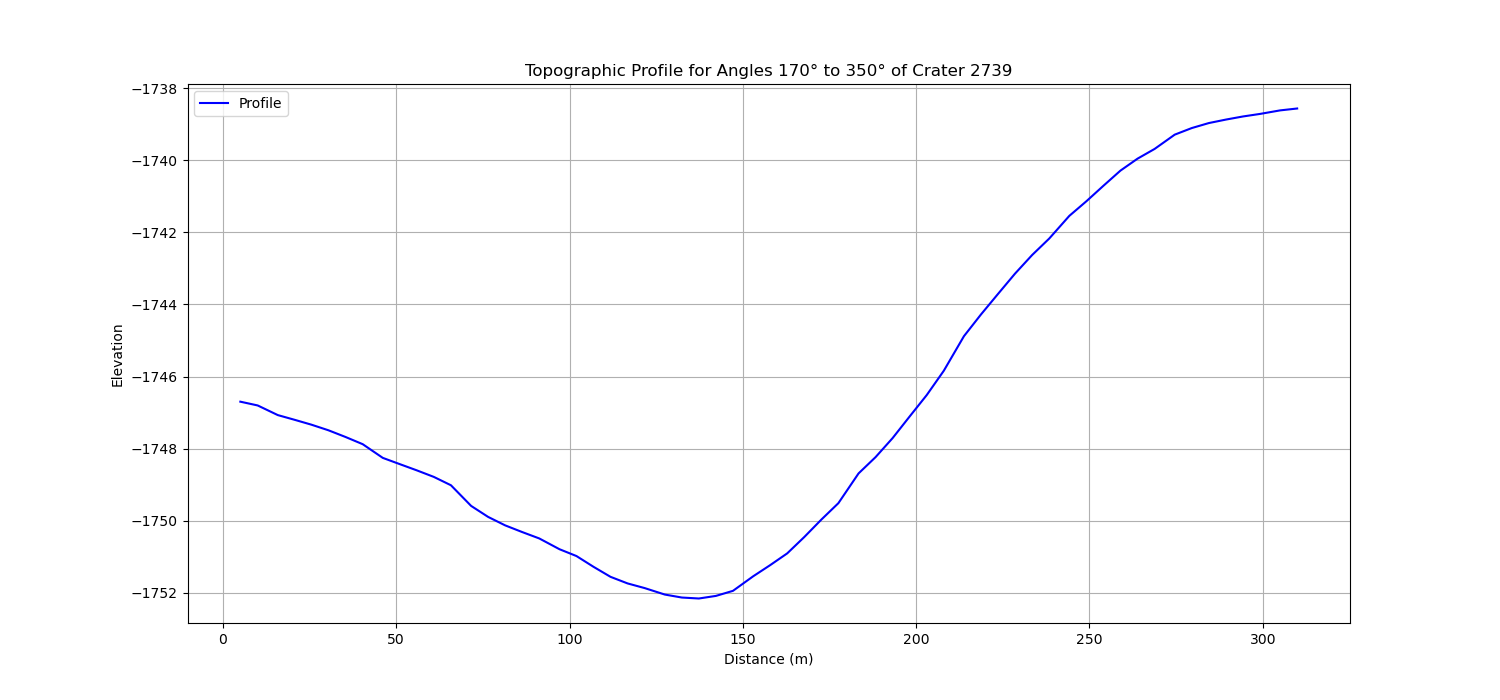 Topographic Profile for Angles 170° to 350° of Crater 2739
Profile
−1738
−1740
−1742
−1744
−1746
−1748
−1750
−1752
Elevation
0 50 100 150 200 250 300
Distance (m)